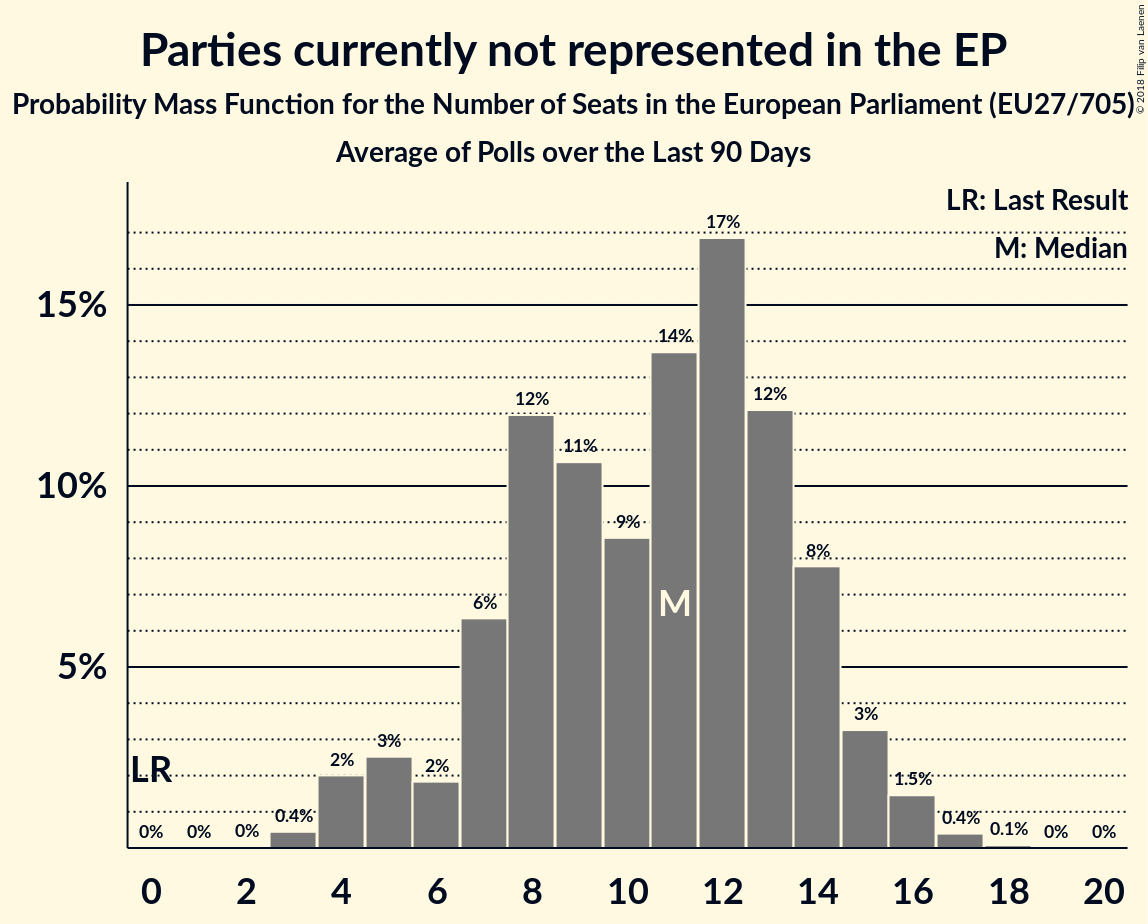 Parties currently not represented in the EP
Probability Mass Function for the Number of Seats in the European Parliament (EU27/705)
Average of Polls over the Last 90 Days
© 2018 Filip van Laenen
LR: Last Result
M: Median
15%
10%
5%
LR
M
0%
0%
0%
0.4%
2%
3%
2%
6%
12%
11%
9%
14%
17%
12%
8%
3%
1.5%
0.4%
0.1%
0%
0%
0 2 4 6 8 10 12 14 16 18 20